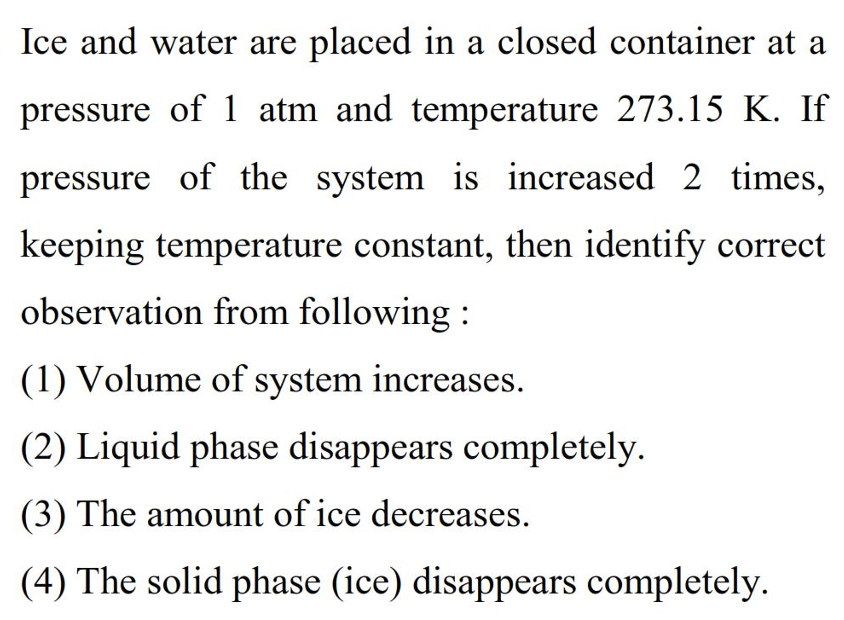 Ice and water are placed in a closed container at a
pressure of 1 atm and temperature 273.15 K. If
pressure of the system is increased 2 times,
keeping temperature constant, then identify correct
observation from following :
(1) Volume of system increases.
(2) Liquid phase disappears completely.
(3) The amount of ice decreases.
(4) The solid phase (ice) disappears completely.